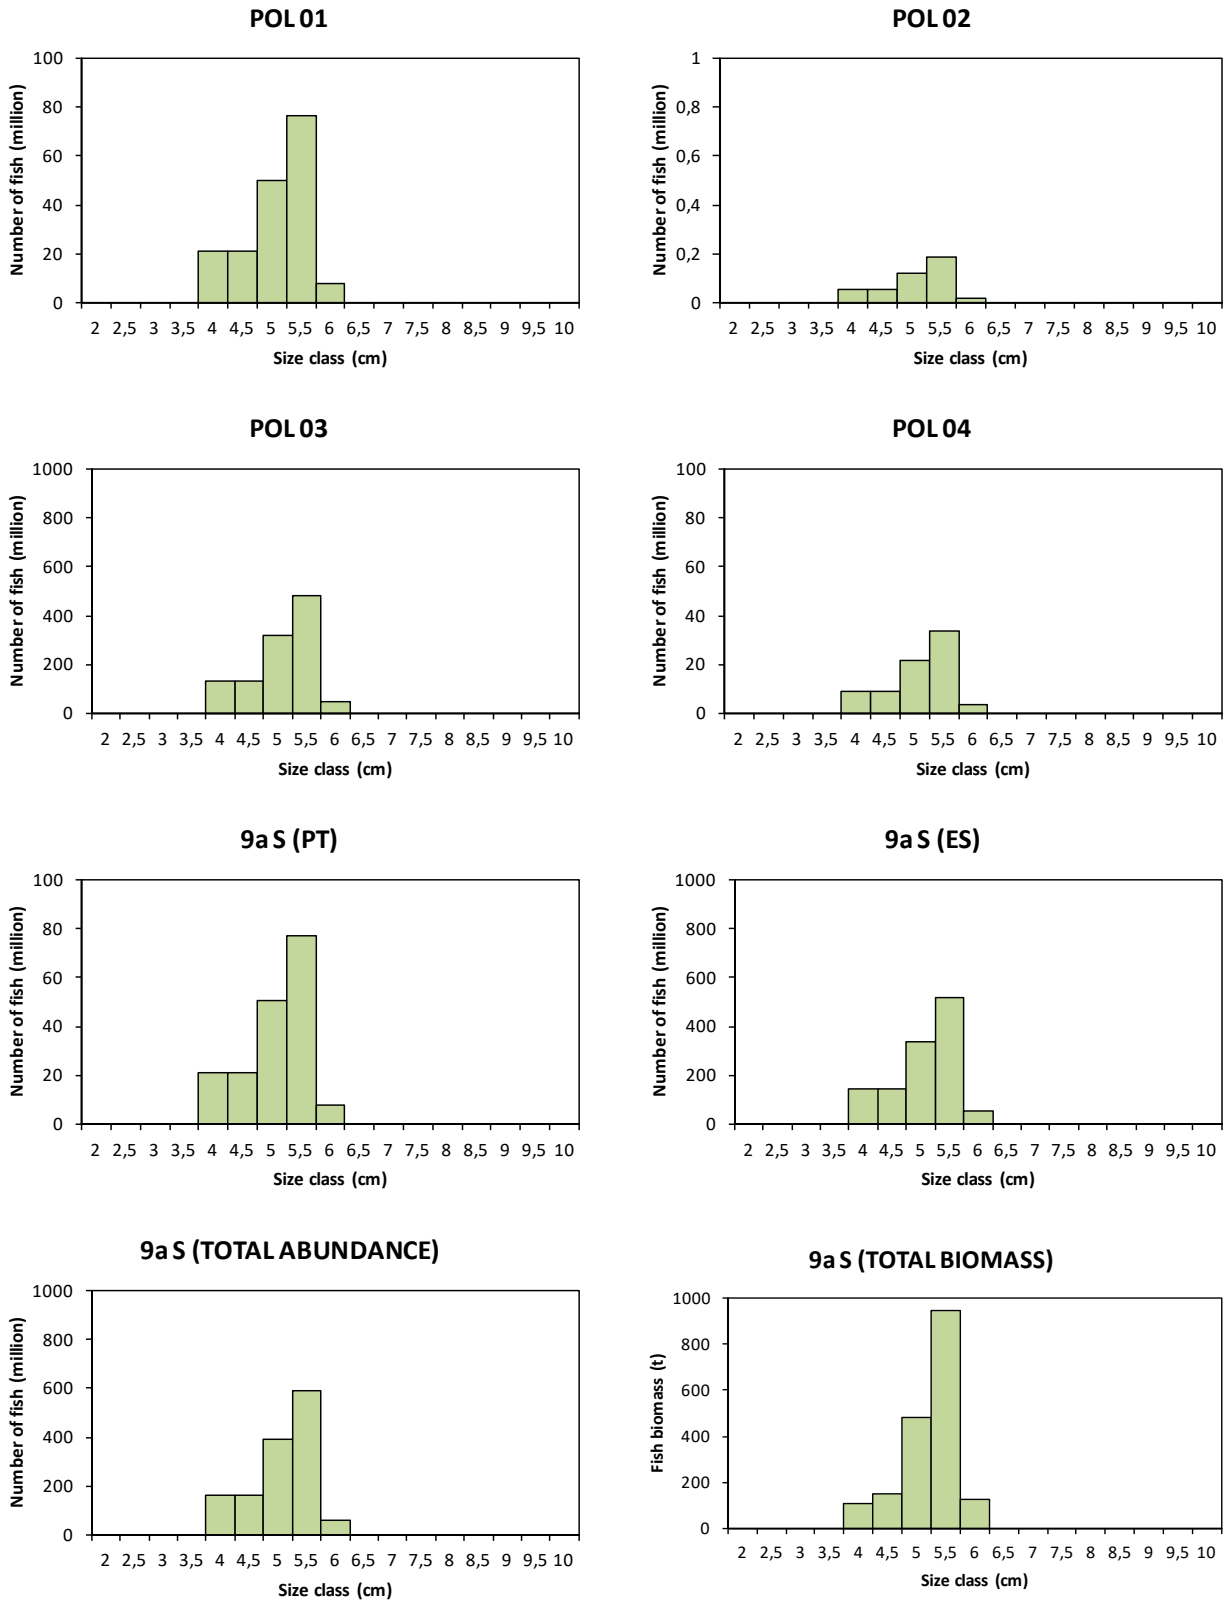 POL 01
Number of fish (million)
100
80
60
40
20
0
2 2,5 3 3,5 4 4,5 5 5,5 6 6,5 7 7,5 8 8,5 9 9,5 10
Size class (cm)
POL 02
Number of fish (million)
1
0,8
0,6
0,4
0,2
0
2 2,5 3 3,5 4 4,5 5 5,5 6 6,5 7 7,5 8 8,5 9 9,5 10
Size class (cm)
POL 03
Number of fish (million)
1000
800
600
400
200
0
2 2,5 3 3,5 4 4,5 5 5,5 6 6,5 7 7,5 8 8,5 9 9,5 10
Size class (cm)
POL 04
Number of fish (million)
100
80
60
40
20
0
2 2,5 3 3,5 4 4,5 5 5,5 6 6,5 7 7,5 8 8,5 9 9,5 10
Size class (cm)
9a S (PT)
Number of fish (million)
100
80
60
40
20
0
2 2,5 3 3,5 4 4,5 5 5,5 6 6,5 7 7,5 8 8,5 9 9,5 10
Size class (cm)
9a S (ES)
Number of fish (million)
1000
800
600
400
200
0
2 2,5 3 3,5 4 4,5 5 5,5 6 6,5 7 7,5 8 8,5 9 9,5 10
Size class (cm)
9a S (TOTAL ABUNDANCE)
Number of fish (million)
1000
800
600
400
200
0
2 2,5 3 3,5 4 4,5 5 5,5 6 6,5 7 7,5 8 8,5 9 9,5 10
Size class (cm)
9a S (TOTAL BIOMASS)
Fish biomass (t)
1000
800
600
400
200
0
2 2,5 3 3,5 4 4,5 5 5,5 6 6,5 7 7,5 8 8,5 9 9,5 10
Size class (cm)